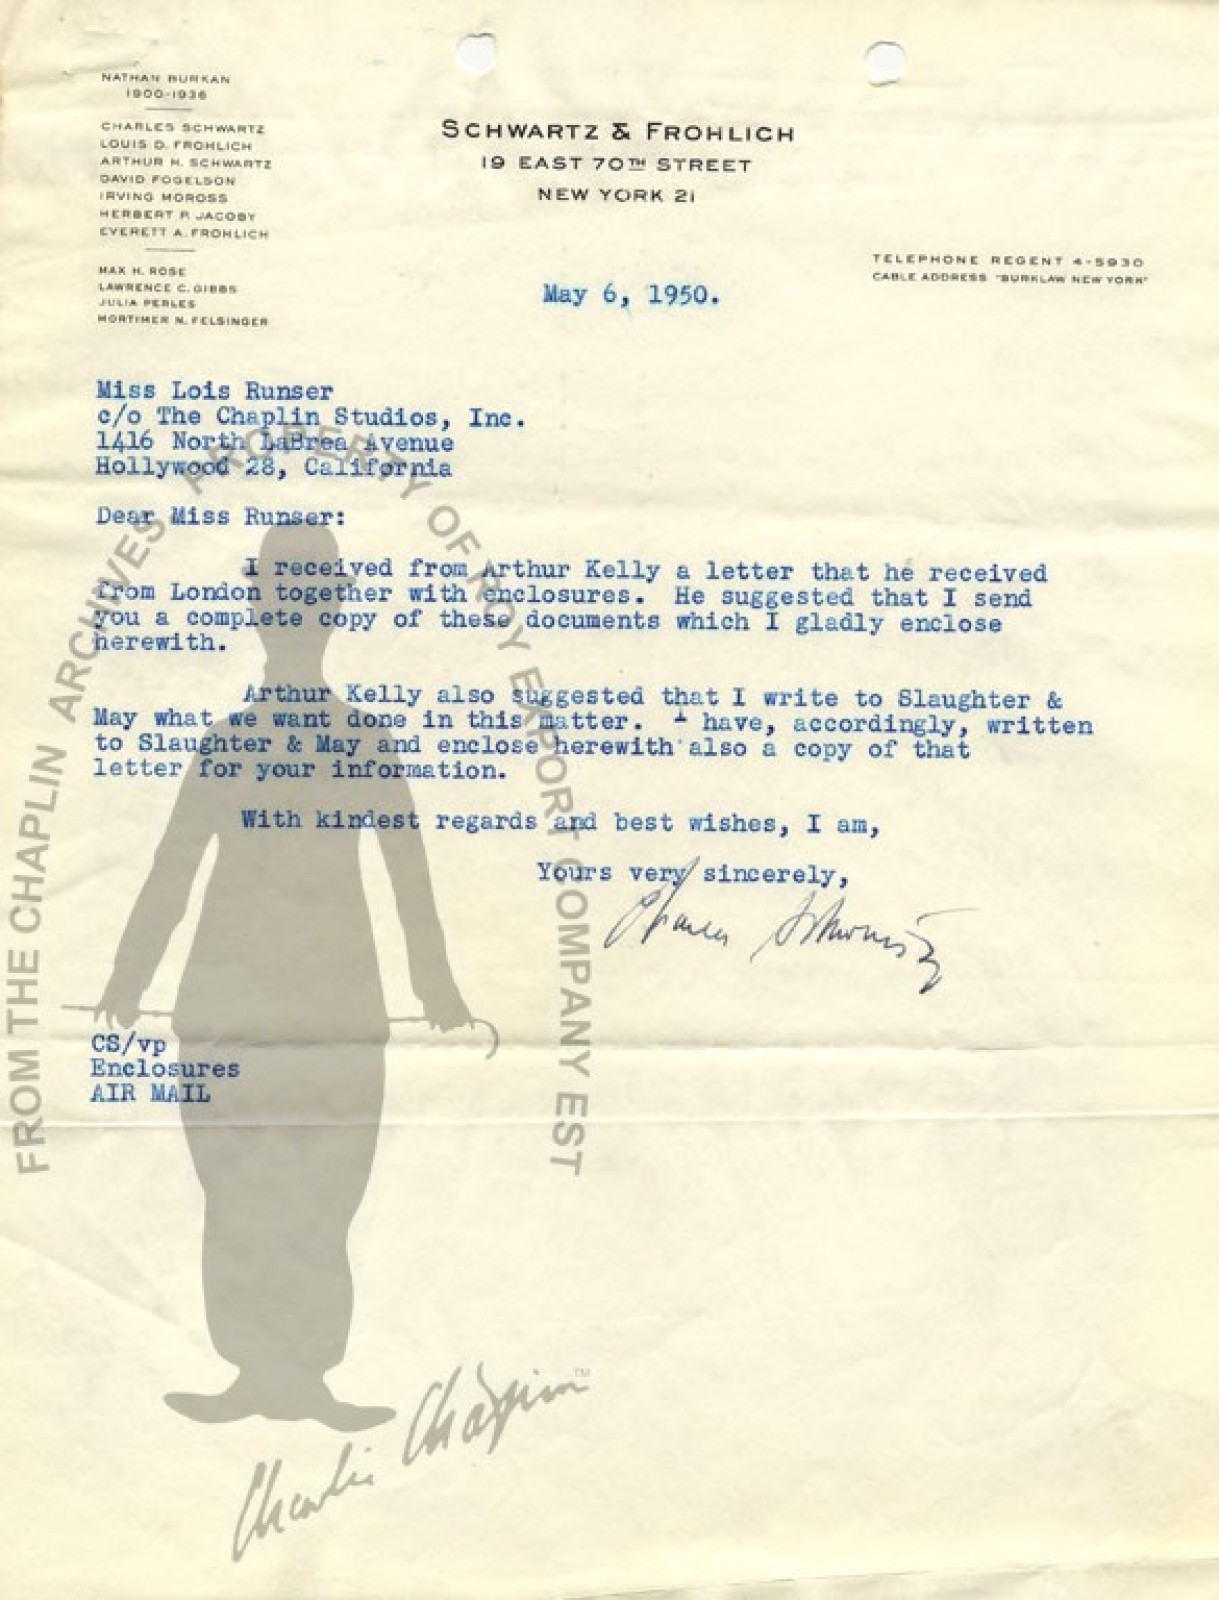 NATHAN BURKAN
1900-1936
CHARLES SCHWARTZ
LOUIS D. FROHLICH
ARTHUR H. SCHWARTZ
DAVID FOGELSON
IRVING MOROSS
HERBERT P. JACOBY
EVERETT A. FROHLICH
MAX H. ROSE
LAWRENCE C. GIBBS
JULIA PERLES
MORTIMER N. FELSINGER
SCHWARTZ & FROHLICH
19 EAST 70TH STREET
NEW YORK 21
TELEPHONE REGENT 4-5930
CABLE ADDRESS "BURKLAW NEW YORK"
May 6, 1950.
Miss Lois Runser
c/o The Chaplin Studios, Inc.
1416 North LaBrea Avenue
Hollywood 28, California
Dear Miss Runser:
I received from Arthur Kelly a letter that he received
from London together with enclosures. He suggested that I send
you a complete copy of these documents which I gladly enclose
herewith.
Arthur Kelly also suggested that I write to Slaughter &
May what we want done in this matter. I have, accordingly, written
to Slaughter & May and enclose herewith also a copy of that
letter for your information.
With kindest regards and best wishes, I am,
Yours very sincerely,
Charles Schwartz
CS/vp
Enclosures
AIR MAIL
FROM THE CHAPLIN ARCHIVES PROPERTY OF ROY EXPORT COMPANY EST
Charlie Chaplin TM